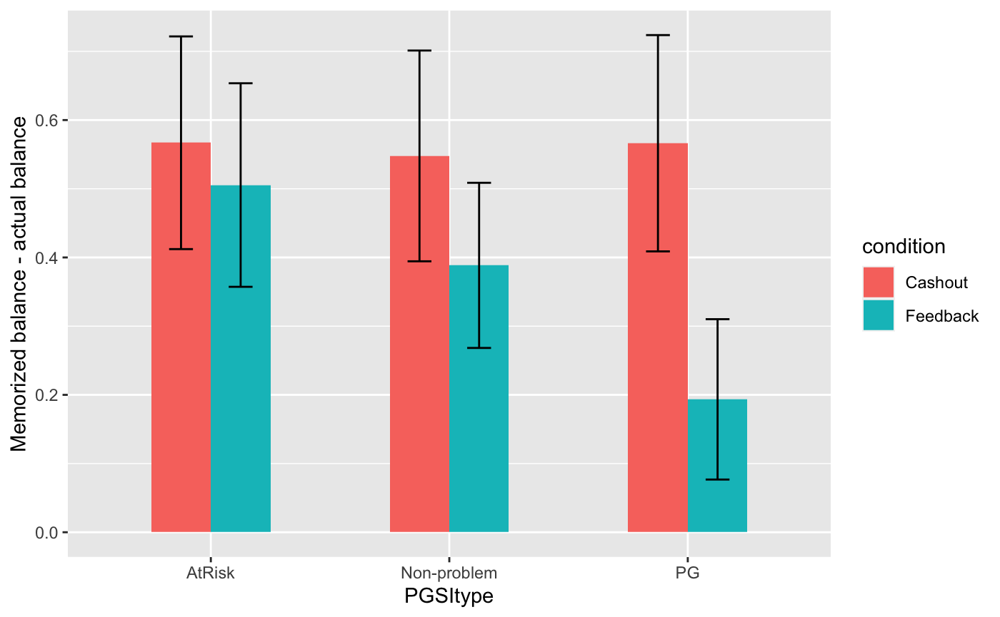 Memorized balance - actual balance
0.6
0.4
0.2
0.0
AtRisk
Non-problem
PG
PGSItype
condition
Cashout
Feedback